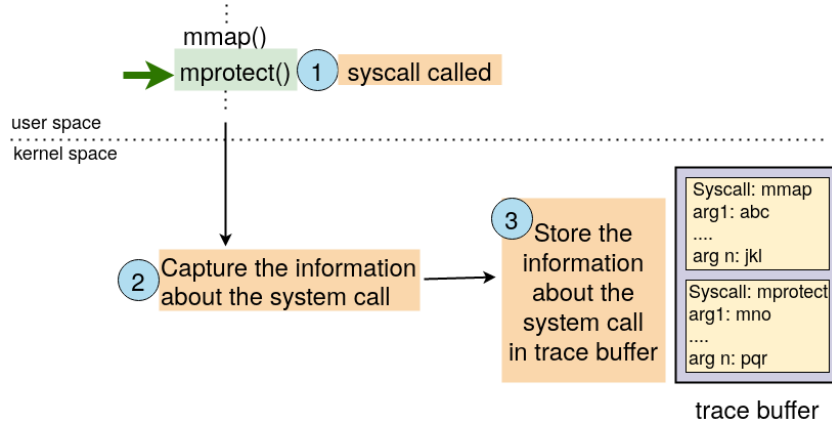 mmap()
mprotect()
1
syscall called
user space
kernel space
2
Capture the information
about the system call
3
Store the
information
about the
system call
in trace buffer
Syscall: mmap
arg1: abc
....
arg n: jkl
Syscall: mprotect
arg1: mno
....
arg n: pqr
trace buffer